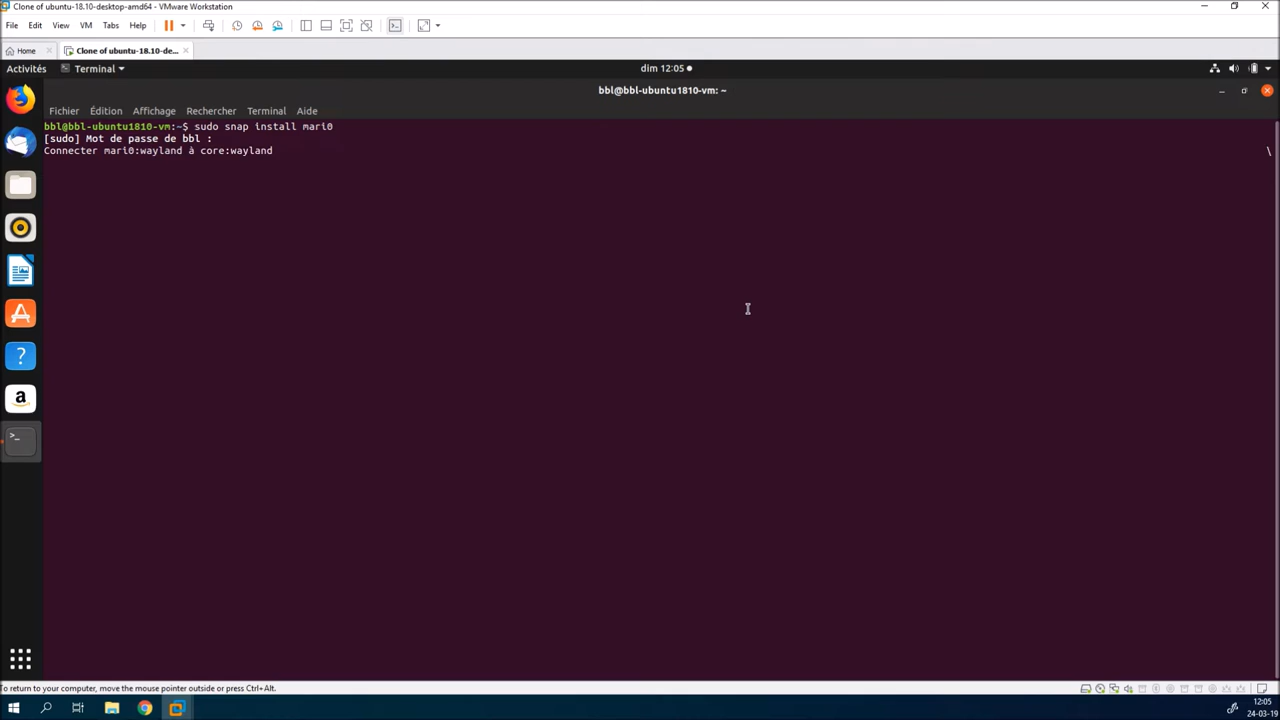 Clone of ubuntu-18.10-desktop-amd64 - VMware Workstation
File Edit View VM Tabs Help
Home Clone of ubuntu-18.10-de...
Activités Terminal dim 12:05
bbl@bbl-ubuntu1810-vm: ~
Fichier Édition Affichage Rechercher Terminal Aide
bbl@bbl-ubuntu1810-vm:~$ sudo snap install mari0
[sudo] Mot de passe de bbl :
Connecter mari0:wayland à core:wayland \
To return to your computer, move the mouse pointer outside or press Ctrl+Alt.
12:05
24-03-19